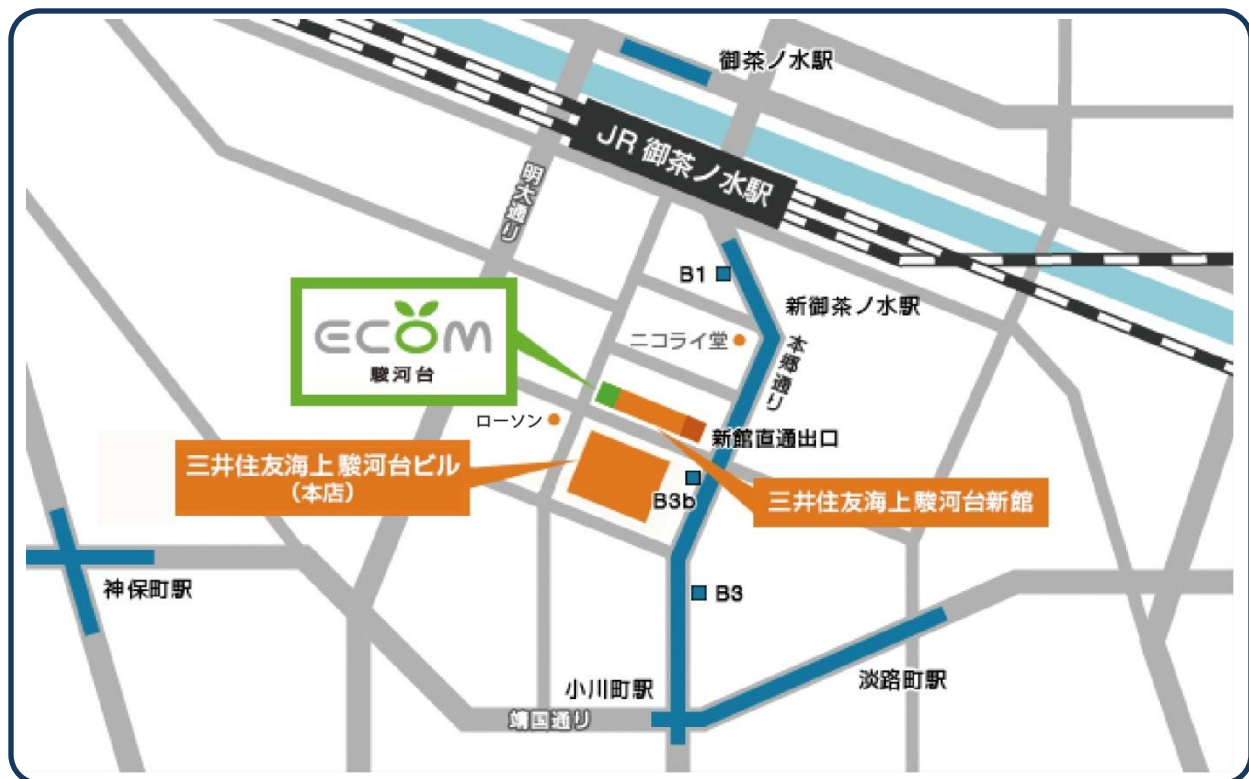 御茶ノ水駅
JR 御茶ノ水駅
明大通り
B1
新御茶ノ水駅
ECOM
駿河台
ニコライ堂
本郷通り
ローソン
新館直通出口
三井住友海上 駿河台ビル
（本店）
B3b
三井住友海上 駿河台新館
神保町駅
B3
小川町駅
淡路町駅
靖国通り